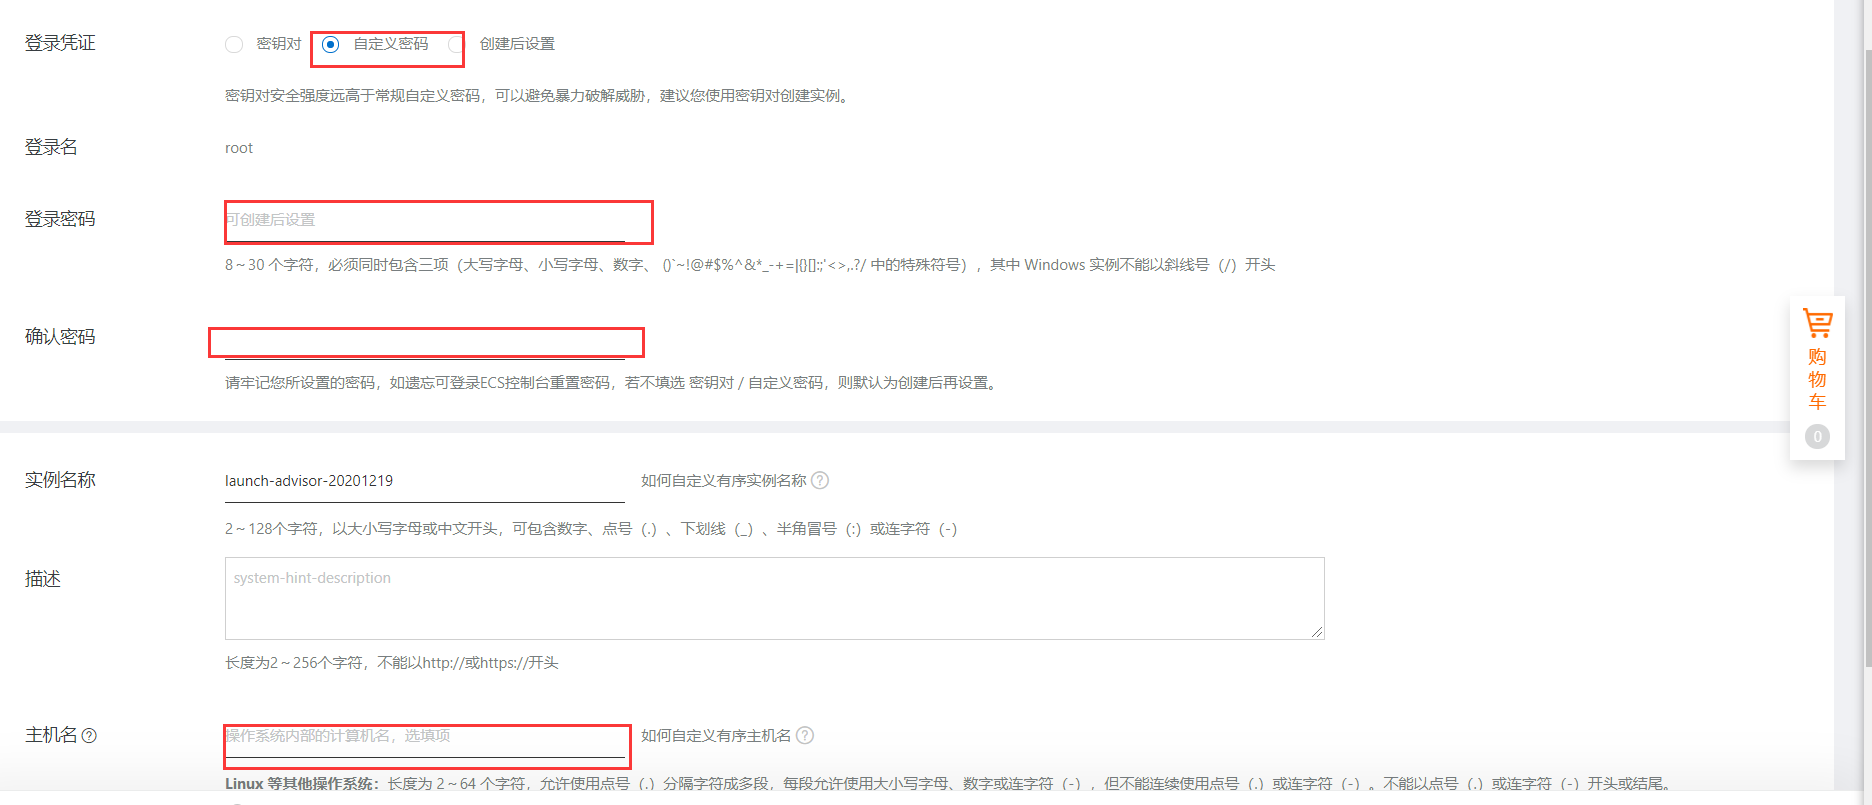 登录凭证 密钥对 自定义密码 创建后设置
密钥对安全强度远高于常规自定义密码，可以避免暴力破解威胁，建议您使用密钥对创建实例。
登录名 root
登录密码 可创建后设置
8～30 个字符，必须同时包含三项（大写字母、小写字母、数字、 ()`~!@#$%^&*_-+=|{}[]:;'<>,.?/ 中的特殊符号），其中 Windows 实例不能以斜线号（/）开头
确认密码
请牢记您所设置的密码，如遗忘可登录ECS控制台重置密码，若不填选 密钥对 / 自定义密码，则默认为创建后再设置。
购物车
0
实例名称 launch-advisor-20201219 如何自定义有序实例名称 ?
2～128个字符，以大小写字母或中文开头，可包含数字、点号（.）、下划线（_）、半角冒号（:）或连字符（-）
描述 system-hint-description
长度为2～256个字符，不能以http://或https://开头
主机名 ? 操作系统内部的计算机名，选填项 如何自定义有序主机名 ?
Linux 等其他操作系统：长度为 2～64 个字符，允许使用点号（.）分隔字符成多段，每段允许使用大小写字母、数字或连字符（-），但不能连续使用点号（.）或连字符（-）。不能以点号（.）或连字符（-）开头或结尾。